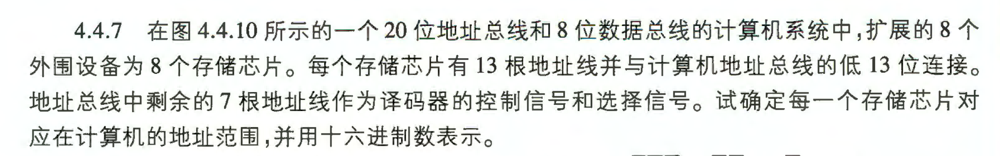 4.4.7 在图 4.4.10 所示的一个 20 位地址总线和 8 位数据总线的计算机系统中,扩展的 8 个
外围设备为 8 个存储芯片。每个存储芯片有 13 根地址线并与计算机地址总线的低 13 位连接。
地址总线中剩余的 7 根地址线作为译码器的控制信号和选择信号。试确定每一个存储芯片对
应在计算机的地址范围,并用十六进制数表示。